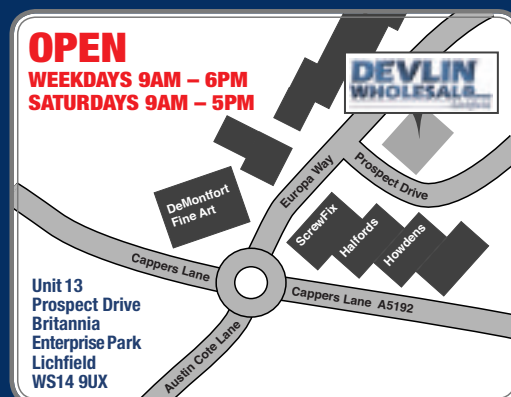 OPEN
WEEKDAYS 9AM – 6PM
SATURDAYS 9AM – 5PM
DEVLIN
WHOLESALE
DeMontfort
Fine Art
Europa Way
Prospect Drive
ScrewFix
Halfords
Howdens
Cappers Lane
Cappers Lane A5192
Austin Cote Lane
Unit 13
Prospect Drive
Britannia
Enterprise Park
Lichfield
WS14 9UX